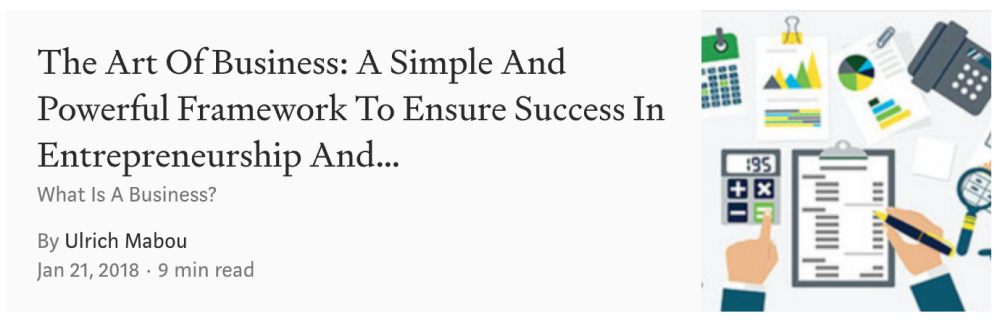 The Art Of Business: A Simple And
Powerful Framework To Ensure Success In
Entrepreneurship And...
What Is A Business?
By Ulrich Mabou
Jan 21, 2018 · 9 min read
195
+ ×
− =